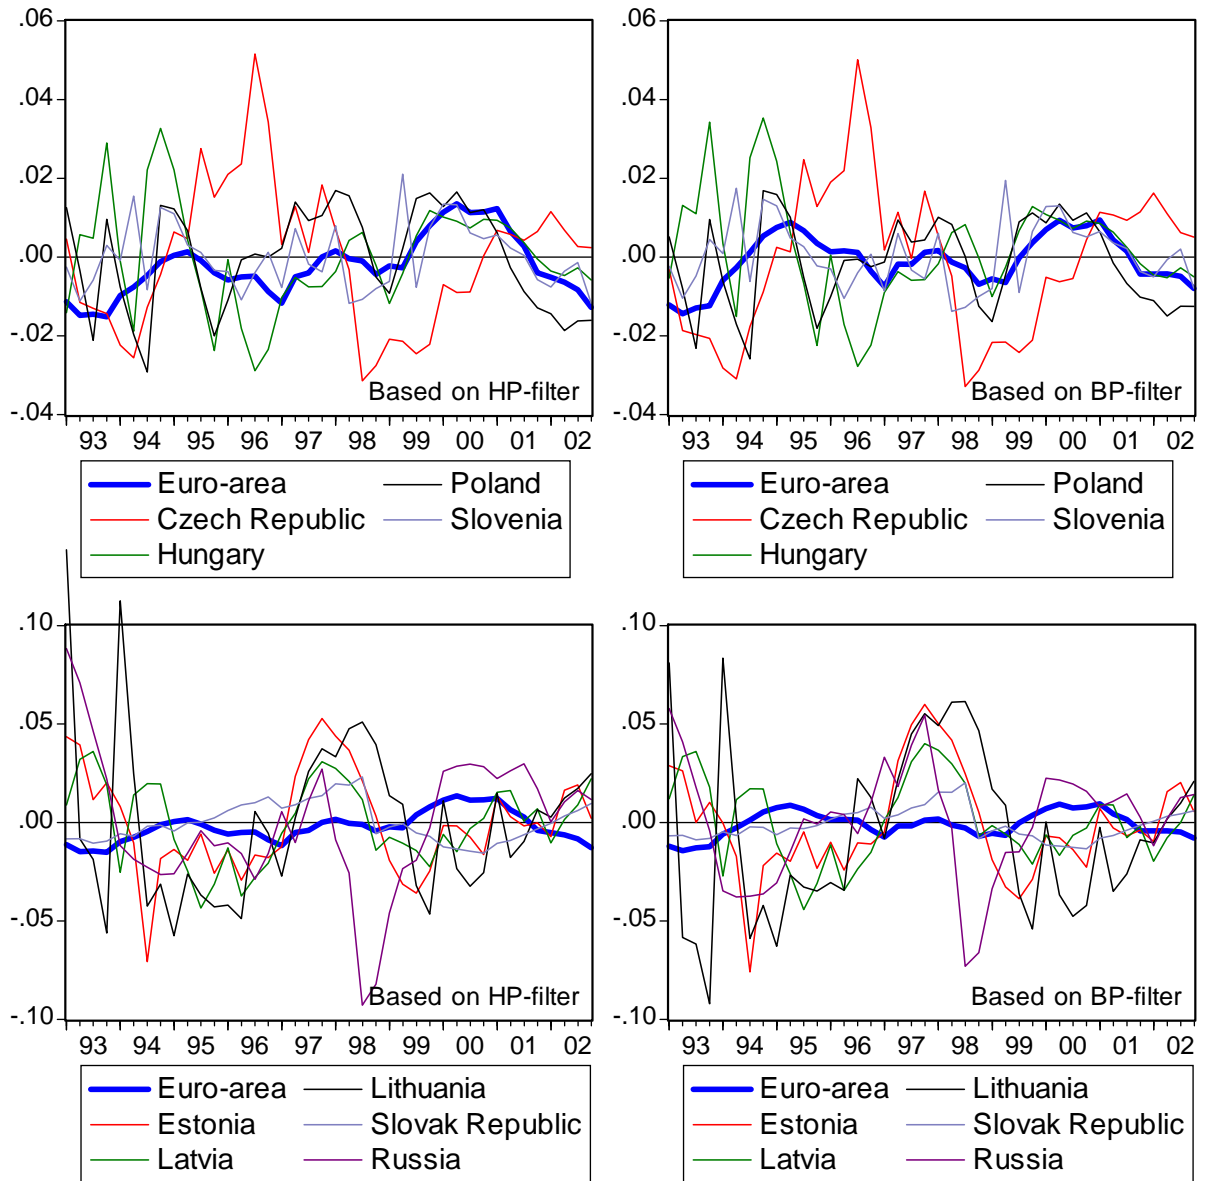 .06
.04
.02
.00
-.02
-.04
Based on HP-filter
93 94 95 96 97 98 99 00 01 02
Euro-area Poland
Czech Republic Slovenia
Hungary
.06
.04
.02
.00
-.02
-.04
Based on BP-filter
93 94 95 96 97 98 99 00 01 02
Euro-area Poland
Czech Republic Slovenia
Hungary
.10
.05
.00
-.05
-.10
Based on HP-filter
93 94 95 96 97 98 99 00 01 02
Euro-area Lithuania
Estonia Slovak Republic
Latvia Russia
.10
.05
.00
-.05
-.10
Based on BP-filter
93 94 95 96 97 98 99 00 01 02
Euro-area Lithuania
Estonia Slovak Republic
Latvia Russia